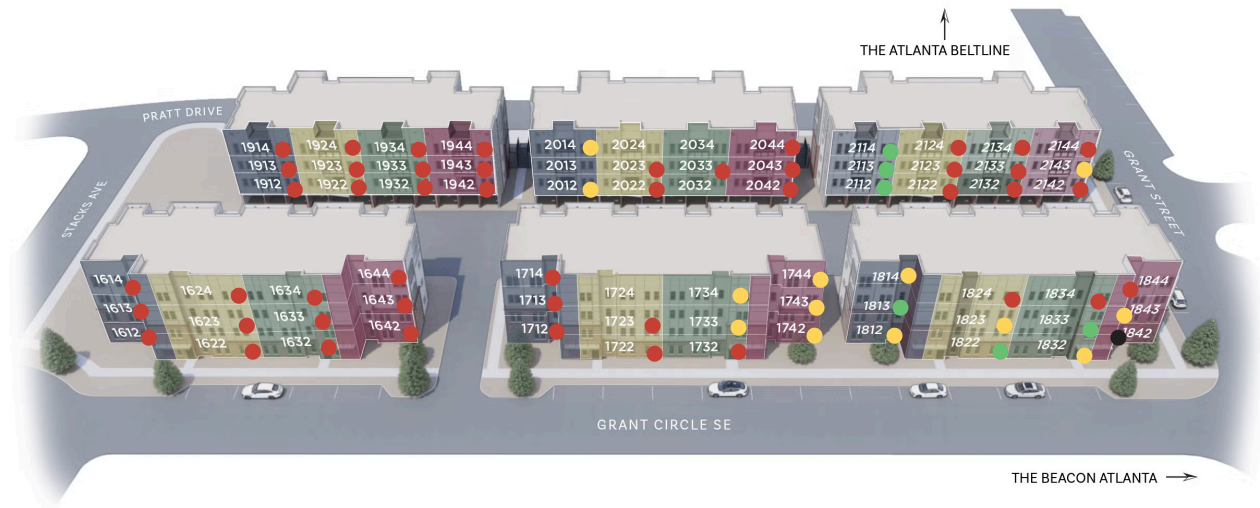 THE ATLANTA BELTLINE
PRATT DRIVE
STACKS AVE
GRANT STREET
1914 1924 1934 1944
1913 1923 1933 1943
1912 1922 1932 1942
2014 2024 2034 2044
2013 2023 2033 2043
2012 2022 2032 2042
2114 2124 2134 2144
2113 2123 2133 2143
2112 2122 2132 2142
1614 1624 1634 1644
1613 1623 1633 1643
1612 1622 1632 1642
1714 1724 1734 1744
1713 1723 1733 1743
1712 1722 1732 1742
1814 1824 1834 1844
1813 1823 1833 1843
1812 1822 1832 1842
GRANT CIRCLE SE
THE BEACON ATLANTA